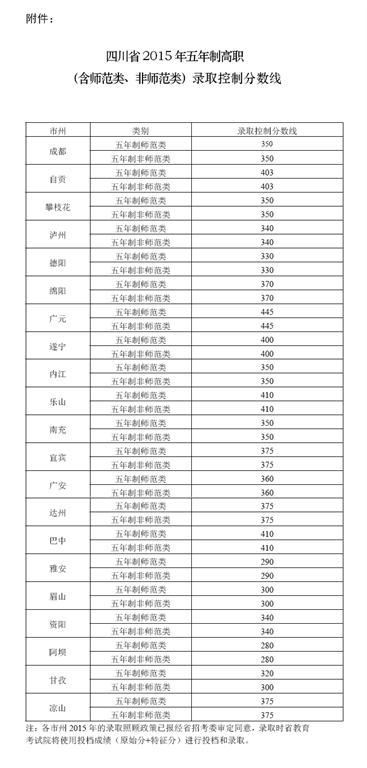 附件：
四川省 2015 年五年制高职
（含师范类、非师范类）录取控制分数线
市州 类别 录取控制分数线
成都 五年制师范类 350
五年制非师范类 350
自贡 五年制师范类 403
五年制非师范类 403
攀枝花 五年制师范类 350
五年制非师范类 350
泸州 五年制师范类 340
五年制非师范类 340
德阳 五年制师范类 330
五年制非师范类 330
绵阳 五年制师范类 370
五年制非师范类 370
广元 五年制师范类 445
五年制非师范类 445
遂宁 五年制师范类 400
五年制非师范类 400
内江 五年制师范类 350
五年制非师范类 350
乐山 五年制师范类 410
五年制非师范类 410
南充 五年制师范类 350
五年制非师范类 350
宜宾 五年制师范类 375
五年制非师范类 375
广安 五年制师范类 360
五年制非师范类 360
达州 五年制师范类 375
五年制非师范类 375
巴中 五年制师范类 410
五年制非师范类 410
雅安 五年制师范类 290
五年制非师范类 290
眉山 五年制师范类 300
五年制非师范类 300
资阳 五年制师范类 340
五年制非师范类 340
阿坝 五年制师范类 280
五年制非师范类 280
甘孜 五年制师范类 320
五年制非师范类 300
凉山 五年制师范类 375
五年制非师范类 375
注：各市州 2015 年的录取照顾政策已报经省招考委审定同意，录取时省教育
考试院将使用投档成绩（原始分+特征分）进行投档和录取。